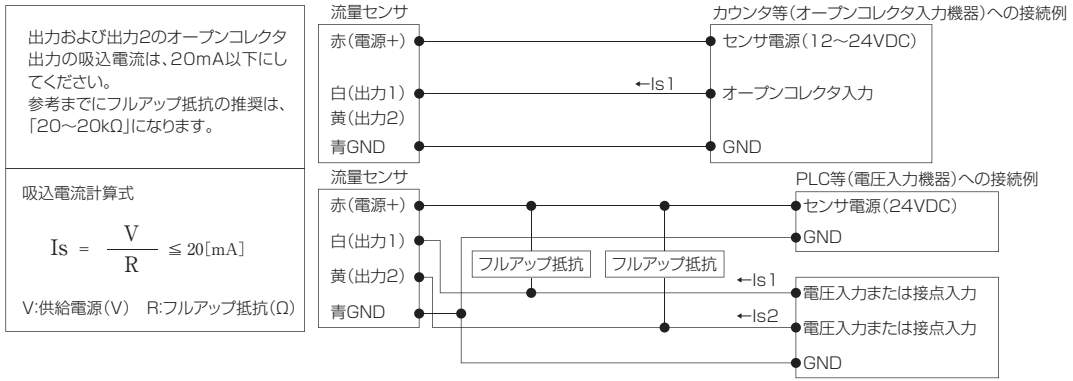 出力および出力2のオープンコレクタ
出力の吸込電流は、20mA以下にし
てください。
参考までにフルアップ抵抗の推奨は、
「20〜20kΩ」になります。
吸込電流計算式
Is = V/R ≦ 20[mA]
V:供給電源(V) R:フルアップ抵抗(Ω)
流量センサ
カウンタ等(オープンコレクタ入力機器)への接続例
赤(電源+)
センサ電源(12〜24VDC)
←Is1
白(出力1)
オープンコレクタ入力
黄(出力2)
青GND
GND
流量センサ
PLC等(電圧入力機器)への接続例
赤(電源+)
センサ電源(24VDC)
白(出力1)
GND
フルアップ抵抗
フルアップ抵抗
黄(出力2)
←Is1
電圧入力または接点入力
青GND
←Is2
電圧入力または接点入力
GND